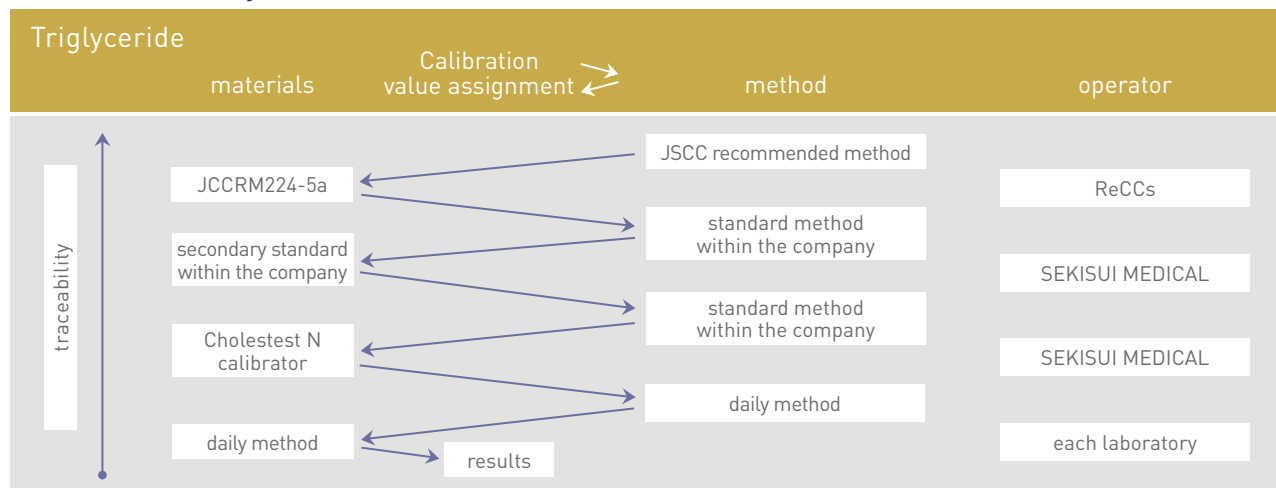 Triglyceride
materials
Calibration
value assignment
method
operator
traceability
JSCC recommended method
JCCRM224-5a
ReCCs
standard method
within the company
secondary standard
within the company
SEKISUI MEDICAL
standard method
within the company
Cholestest N
calibrator
SEKISUI MEDICAL
daily method
daily method
results
each laboratory